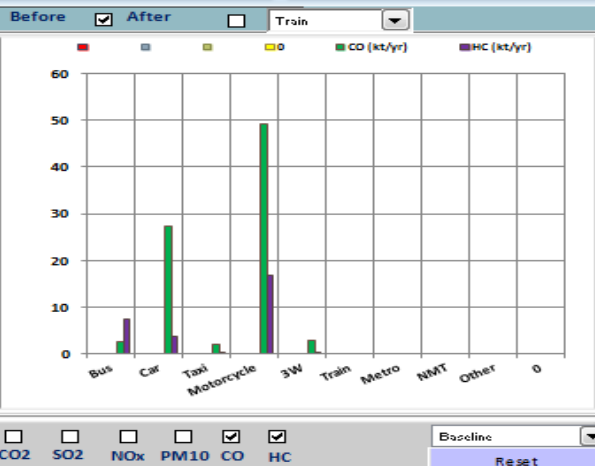 Before After Train
0 CO (kt/yr) HC (kt/yr)
60
50
40
30
20
10
0
Bus Car Taxi Motorcycle 3W Train Metro NMT Other 0
Baseline
CO2 SO2 NOx PM10 CO HC
Reset